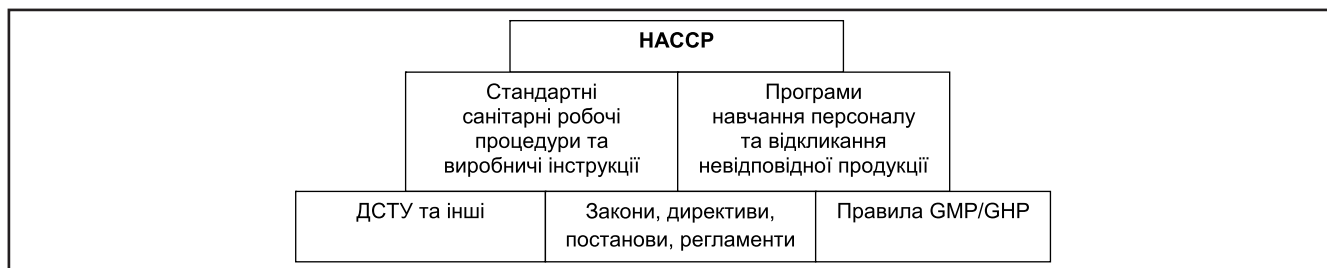 НАССР
Стандартні
санітарні робочі
процедури та
виробничі інструкції
Програми
навчання персоналу
та відкликання
невідповідної продукції
ДСТУ та інші
Закони, директиви,
постанови, регламенти
Правила GMP/GHP